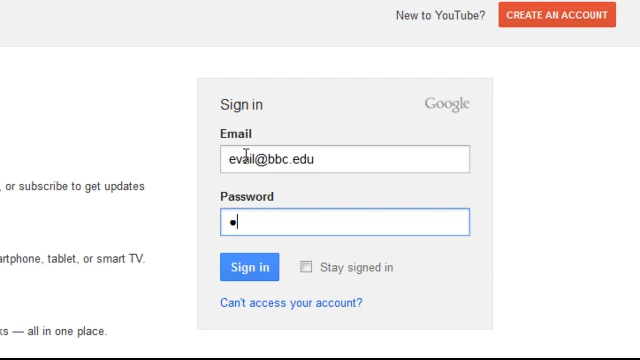 New to YouTube? CREATE AN ACCOUNT
Sign in Google
Email
evail@bbc.edu
, or subscribe to get updates
Password
●
artphone, tablet, or smart TV.
Sign in Stay signed in
Can't access your account?
ks — all in one place.